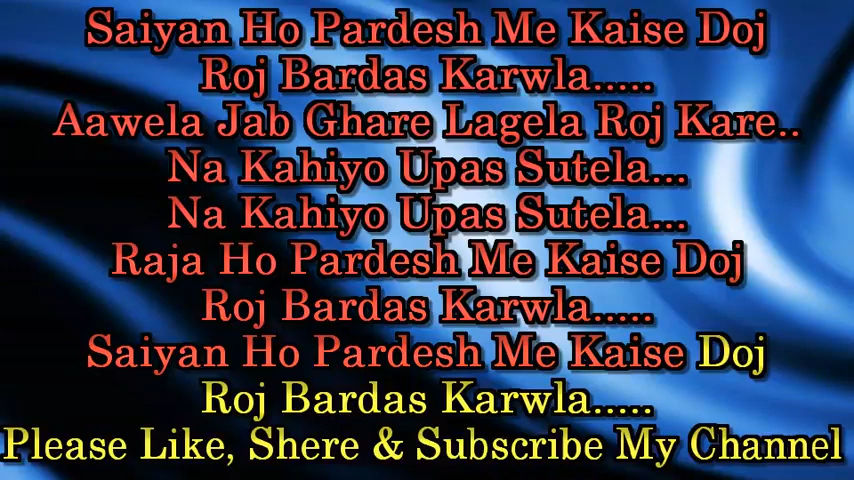 Saiyan Ho Pardesh Me Kaise Doj
Roj Bardas Karwla.....
Aawela Jab Ghare Lagela Roj Kare..
Na Kahiyo Upas Sutela...
Na Kahiyo Upas Sutela...
Raja Ho Pardesh Me Kaise Doj
Roj Bardas Karwla.....
Saiyan Ho Pardesh Me Kaise Doj
Roj Bardas Karwla.....
Please Like, Shere & Subscribe My Channel